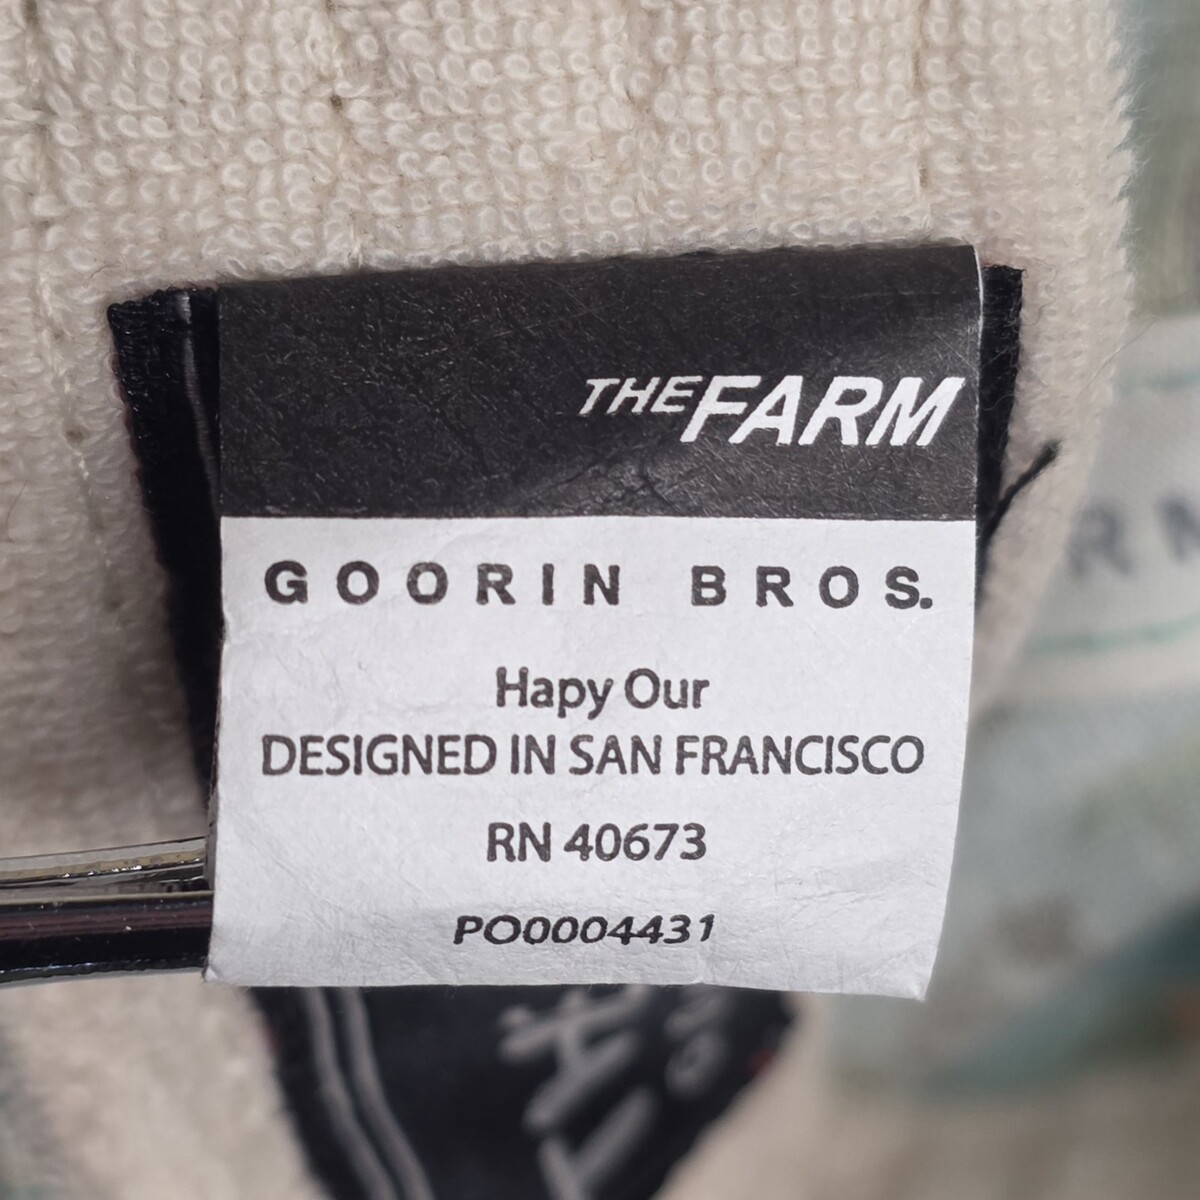 THE FARM
GOORIN BROS.
Hapy Our
DESIGNED IN SAN FRANCISCO
RN 40673
PO0004431